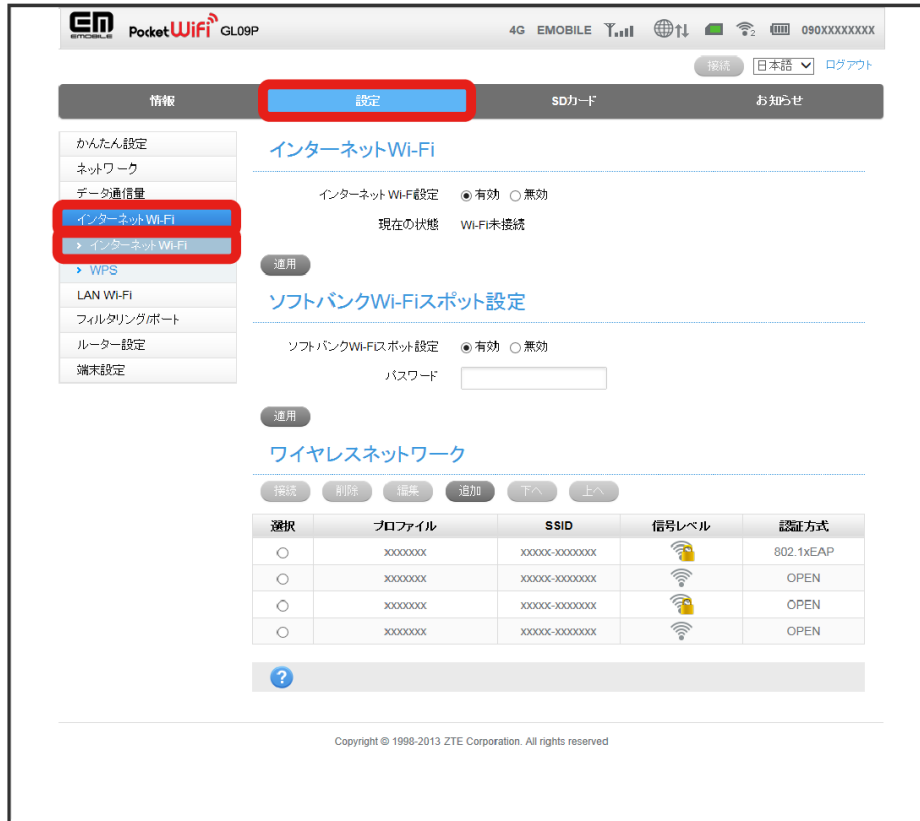 EM
EMOBILE
Pocket WiFi GL09P
4G EMOBILE 2 090XXXXXXXX
接続 日本語 ログアウト
情報 設定 SDカード お知らせ
かんたん設定
ネットワーク
データ通信量
インターネットWi-Fi
› インターネットWi-Fi
› WPS
LAN Wi-Fi
フィルタリング/ポート
ルーター設定
端末設定
インターネットWi-Fi
インターネット Wi-Fi設定 有効 無効
現在の状態 Wi-Fi未接続
適用
ソフトバンクWi-Fiスポット設定
ソフトバンクWi-Fiスポット設定 有効 無効
パスワード
適用
ワイヤレスネットワーク
接続 削除 編集 追加 下へ 上へ
選択 プロファイル SSID 信号レベル 認証方式
xxxxxxx xxxxx-xxxxxxx 802.1xEAP
xxxxxxx xxxxx-xxxxxxx OPEN
xxxxxxx xxxxx-xxxxxxx OPEN
xxxxxxx xxxxx-xxxxxxx OPEN
?
Copyright © 1998-2013 ZTE Corporation. All rights reserved